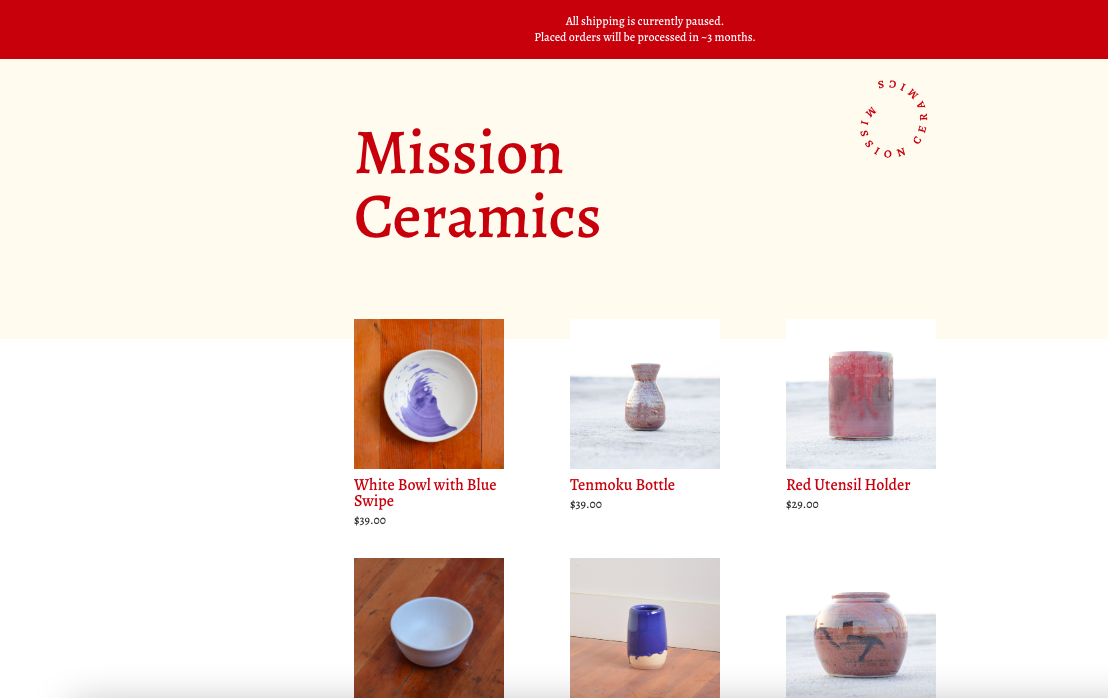 All shipping is currently paused.
Placed orders will be processed in ~3 months.
MISSION CERAMICS
Mission
Ceramics
White Bowl with Blue
Swipe
$39.00
Tenmoku Bottle
$39.00
Red Utensil Holder
$29.00